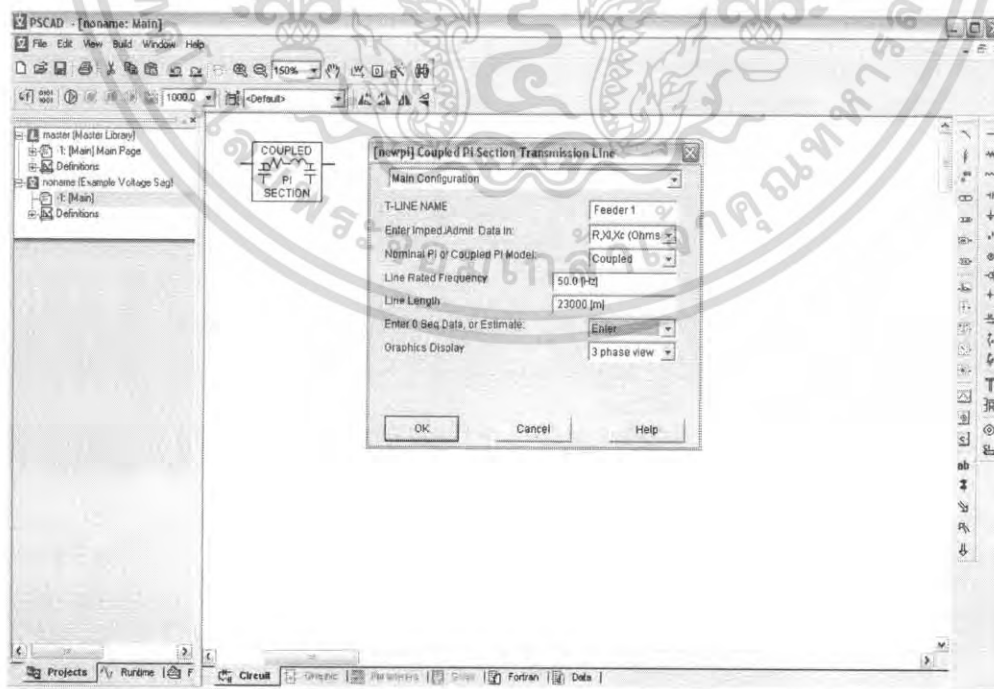 PSCAD - [noname: Main]
File Edit View Build Window Help
150%
1000.0 <Default>
master (Master Library)
1: [Main] Main Page
Definitions
noname (Example Voltage Sag)
1: [Main]
Definitions
COUPLED
PI
SECTION
[newpi] Coupled Pi Section Transmission Line
Main Configuration
T-LINE NAME Feeder 1
Enter Imped./Admit. Data In: R,Xl,Xc (Ohms
Nominal PI or Coupled PI Model: Coupled
Line Rated Frequency 50.0 [Hz]
Line Length 23000 [m]
Enter 0 Seq Data, or Estimate: Enter
Graphics Display 3 phase view
OK Cancel Help
Projects Runtime F
Circuit Graphic Parameters Script Fortran Data